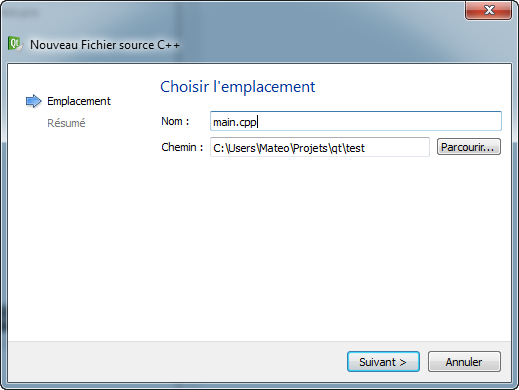 Nouveau Fichier source C++
Choisir l'emplacement
Emplacement
Résumé
Nom : main.cpp
Chemin : C:\Users\Mateo\Projets\qt\test Parcourir...
Suivant > Annuler